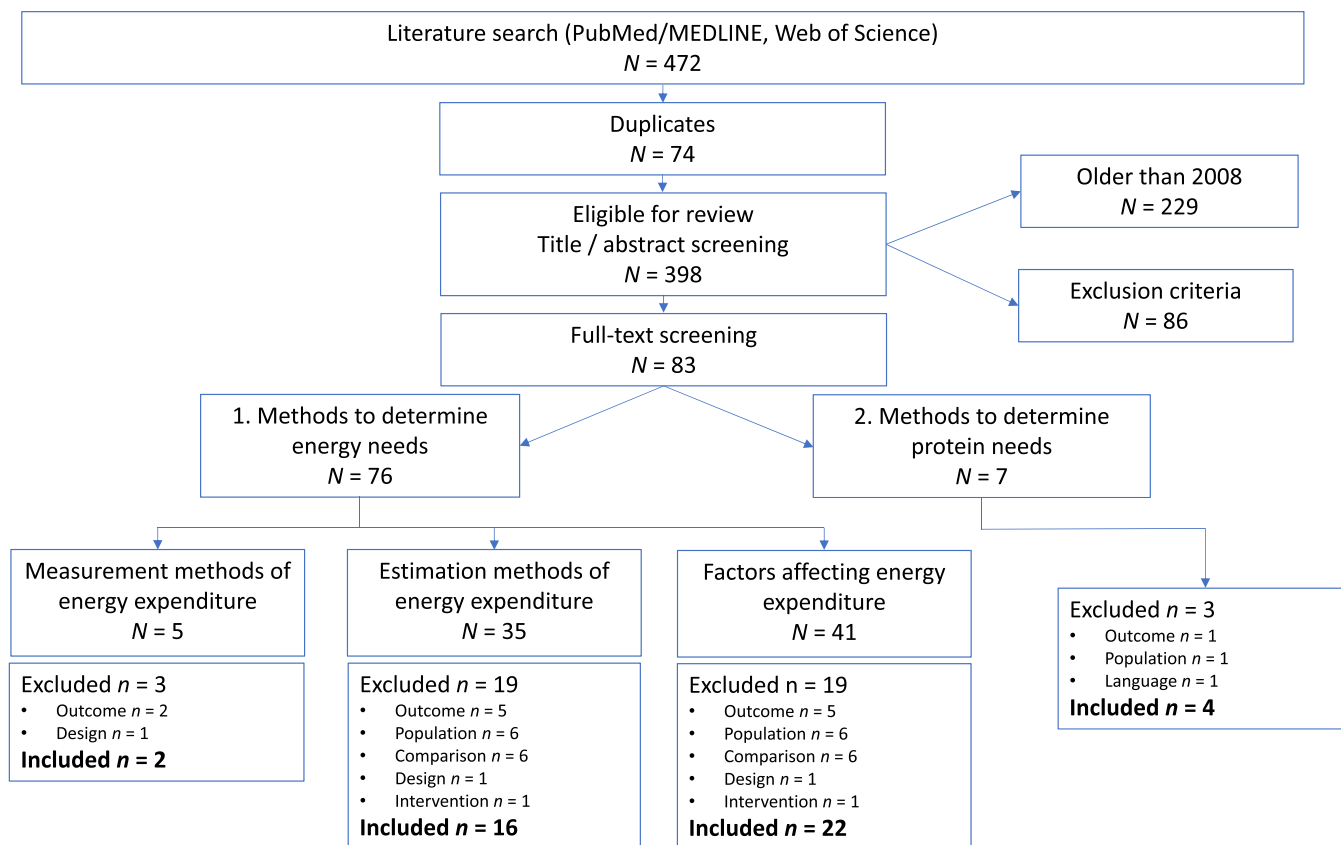 Literature search (PubMed/MEDLINE, Web of Science)
N = 472
Duplicates
N = 74
Eligible for review
Title / abstract screening
N = 398
Older than 2008
N = 229
Exclusion criteria
N = 86
Full-text screening
N = 83
1. Methods to determine
energy needs
N = 76
2. Methods to determine
protein needs
N = 7
Measurement methods of
energy expenditure
N = 5
Excluded n = 3
• Outcome n = 2
• Design n = 1
Included n = 2
Estimation methods of
energy expenditure
N = 35
Excluded n = 19
• Outcome n = 5
• Population n = 6
• Comparison n = 6
• Design n = 1
• Intervention n = 1
Included n = 16
Factors affecting energy
expenditure
N = 41
Excluded n = 19
• Outcome n = 5
• Population n = 6
• Comparison n = 6
• Design n = 1
• Intervention n = 1
Included n = 22
Excluded n = 3
• Outcome n = 1
• Population n = 1
• Language n = 1
Included n = 4